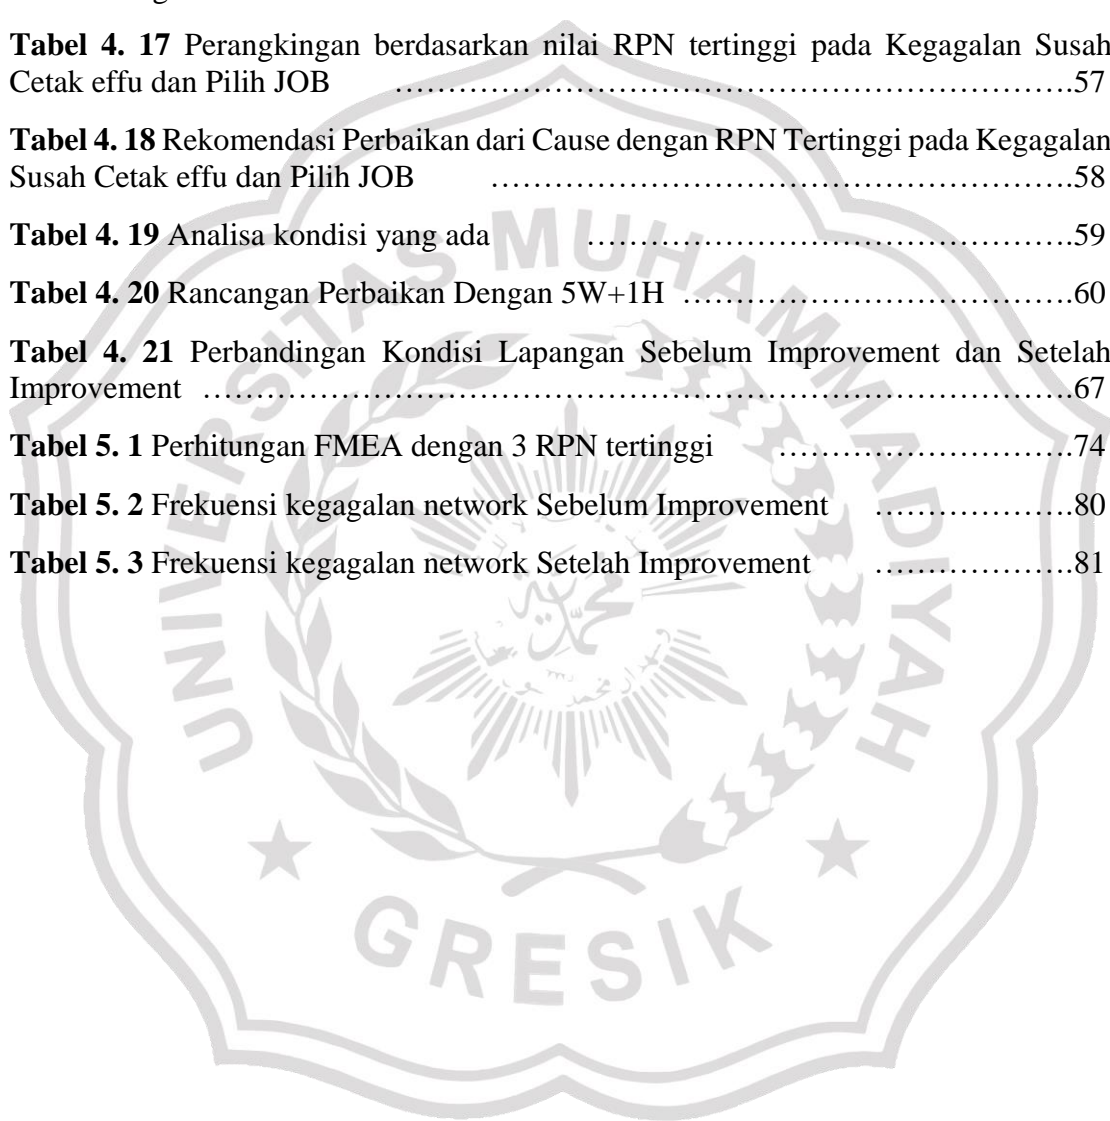 Tabel 4. 17 Perangkingan berdasarkan nilai RPN tertinggi pada Kegagalan Susah
Cetak effu dan Pilih JOB ……………………………………………………….57
Tabel 4. 18 Rekomendasi Perbaikan dari Cause dengan RPN Tertinggi pada Kegagalan
Susah Cetak effu dan Pilih JOB ……………………………………………….58
Tabel 4. 19 Analisa kondisi yang ada ……………………………………….59
Tabel 4. 20 Rancangan Perbaikan Dengan 5W+1H ……………………………….60
Tabel 4. 21 Perbandingan Kondisi Lapangan Sebelum Improvement dan Setelah
Improvement ……………………………………………………………………….67
Tabel 5. 1 Perhitungan FMEA dengan 3 RPN tertinggi ……………………….74
Tabel 5. 2 Frekuensi kegagalan network Sebelum Improvement ……………….80
Tabel 5. 3 Frekuensi kegagalan network Setelah Improvement ……………….81
UNIVERSITAS MUHAMMADIYAH
GRESIK